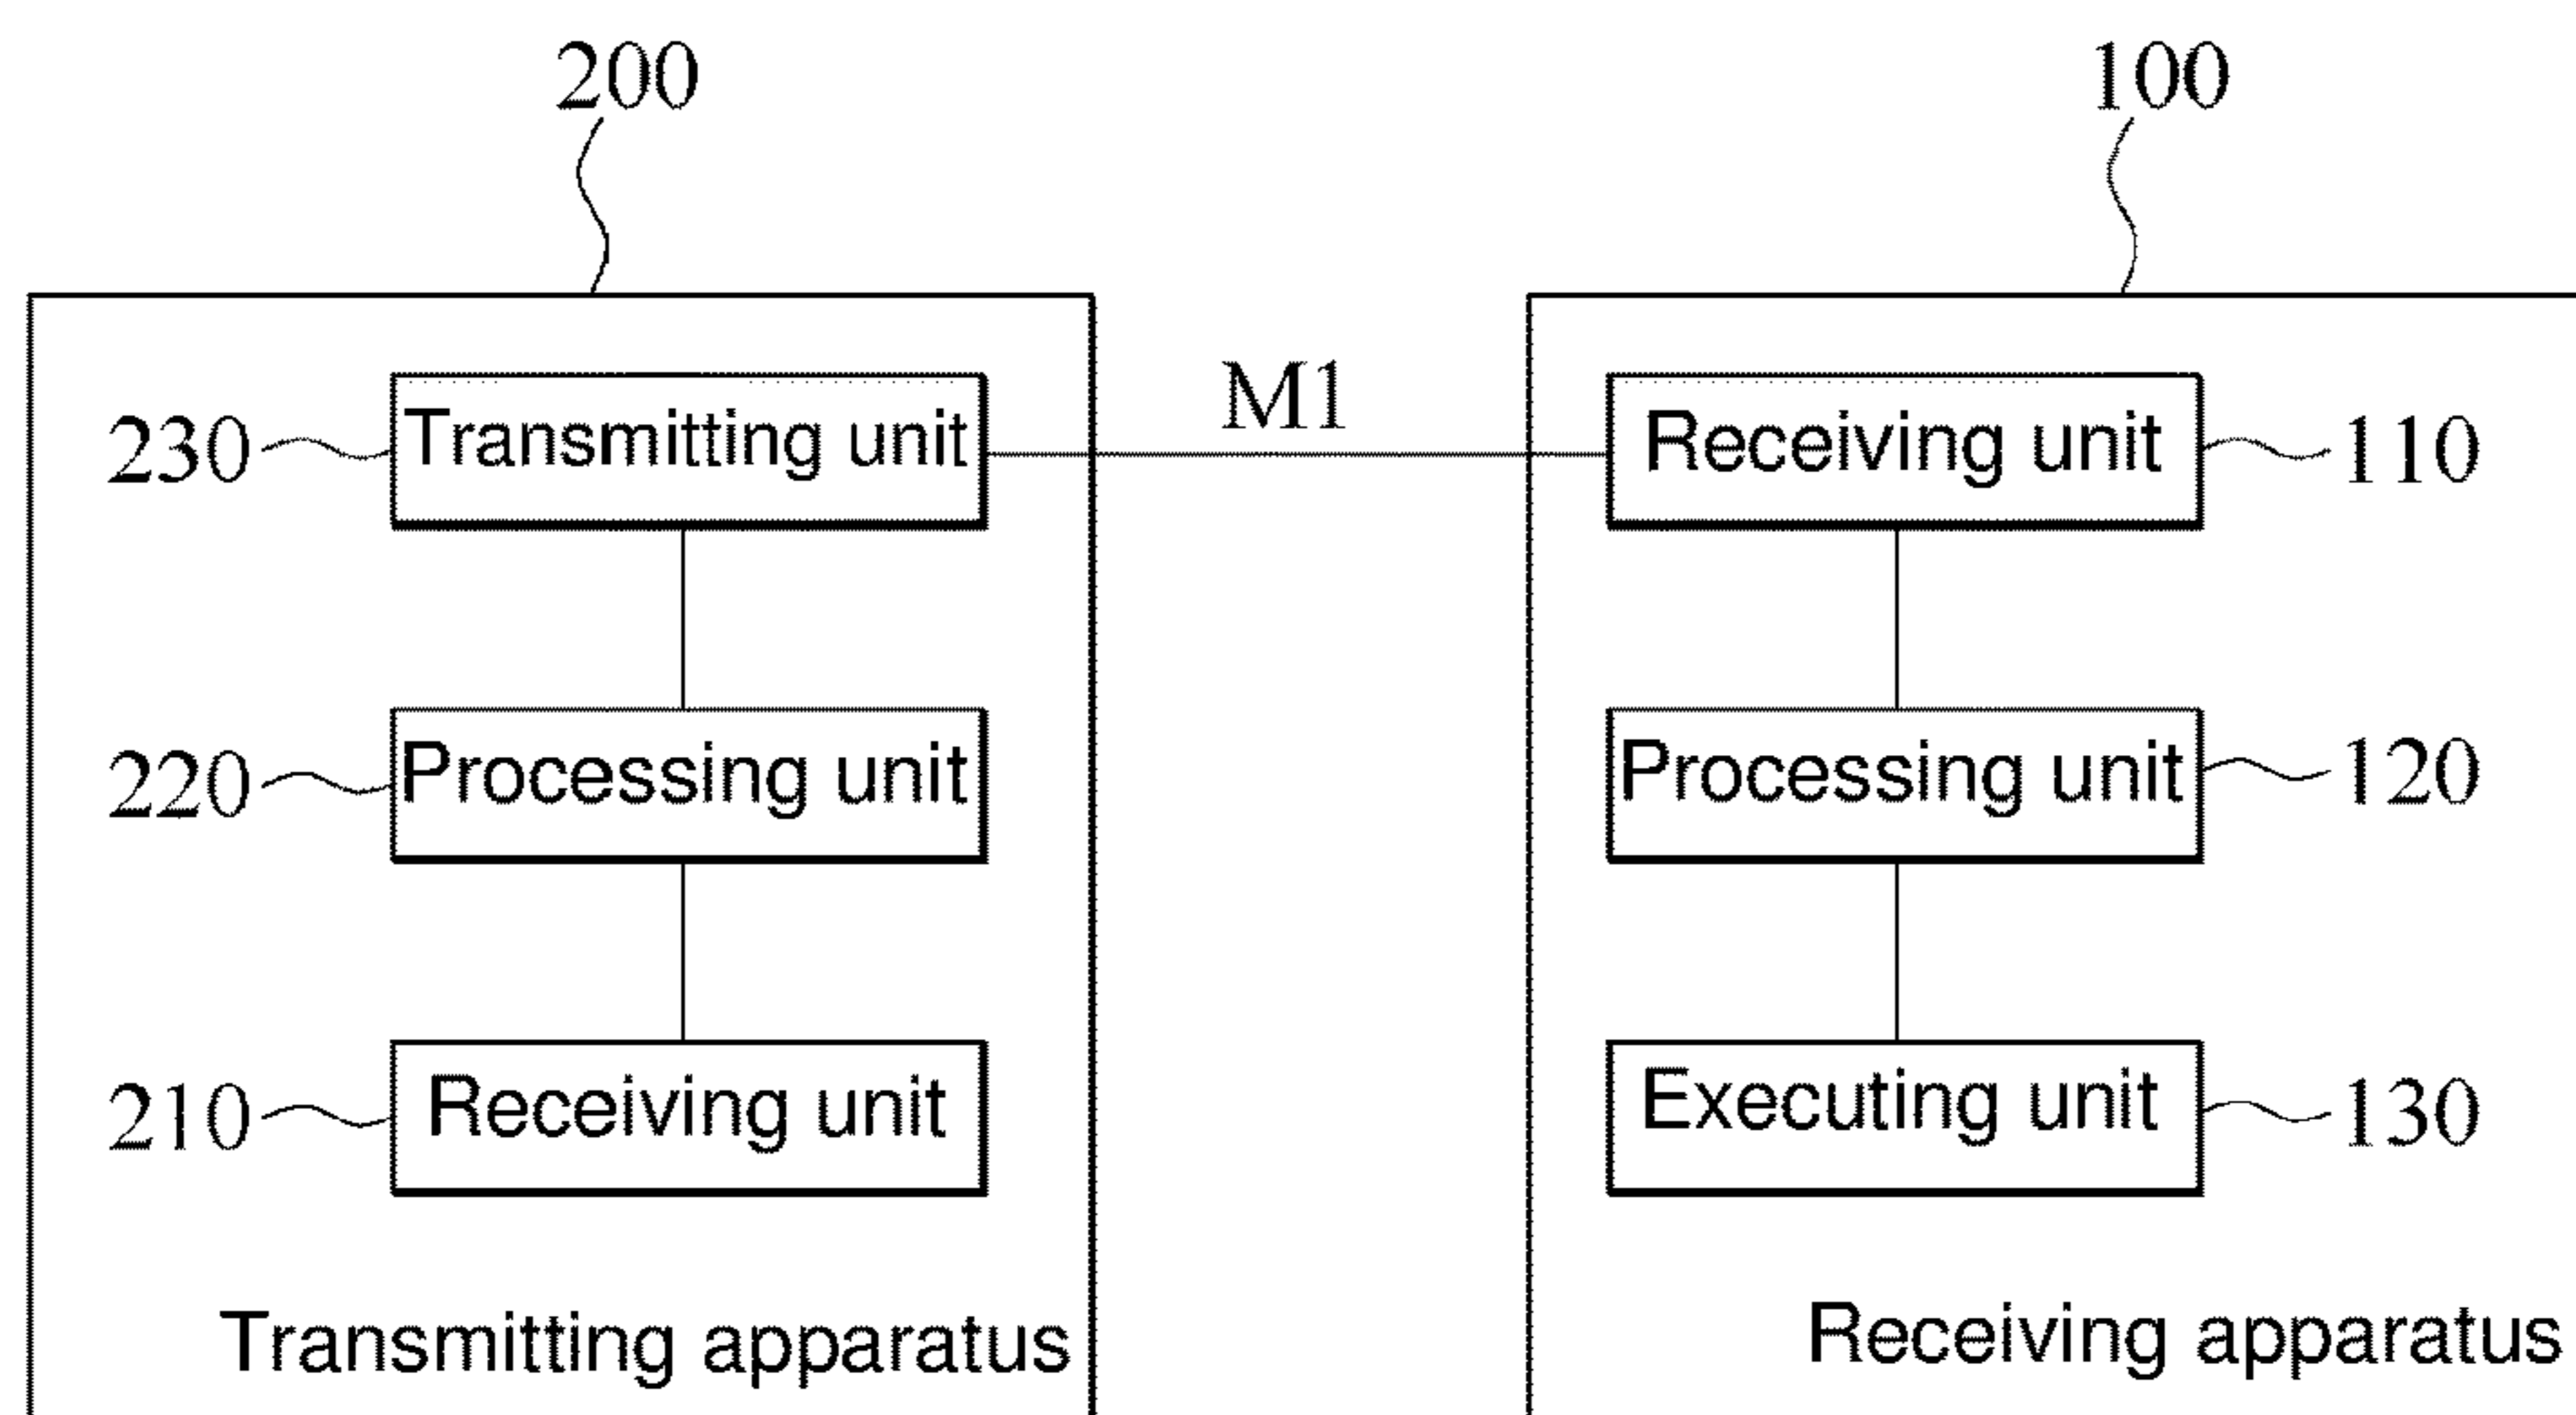 200
100
M1
230
Transmitting unit
Receiving unit
110
220
Processing unit
Processing unit
120
210
Receiving unit
Executing unit
130
Transmitting apparatus
Receiving apparatus